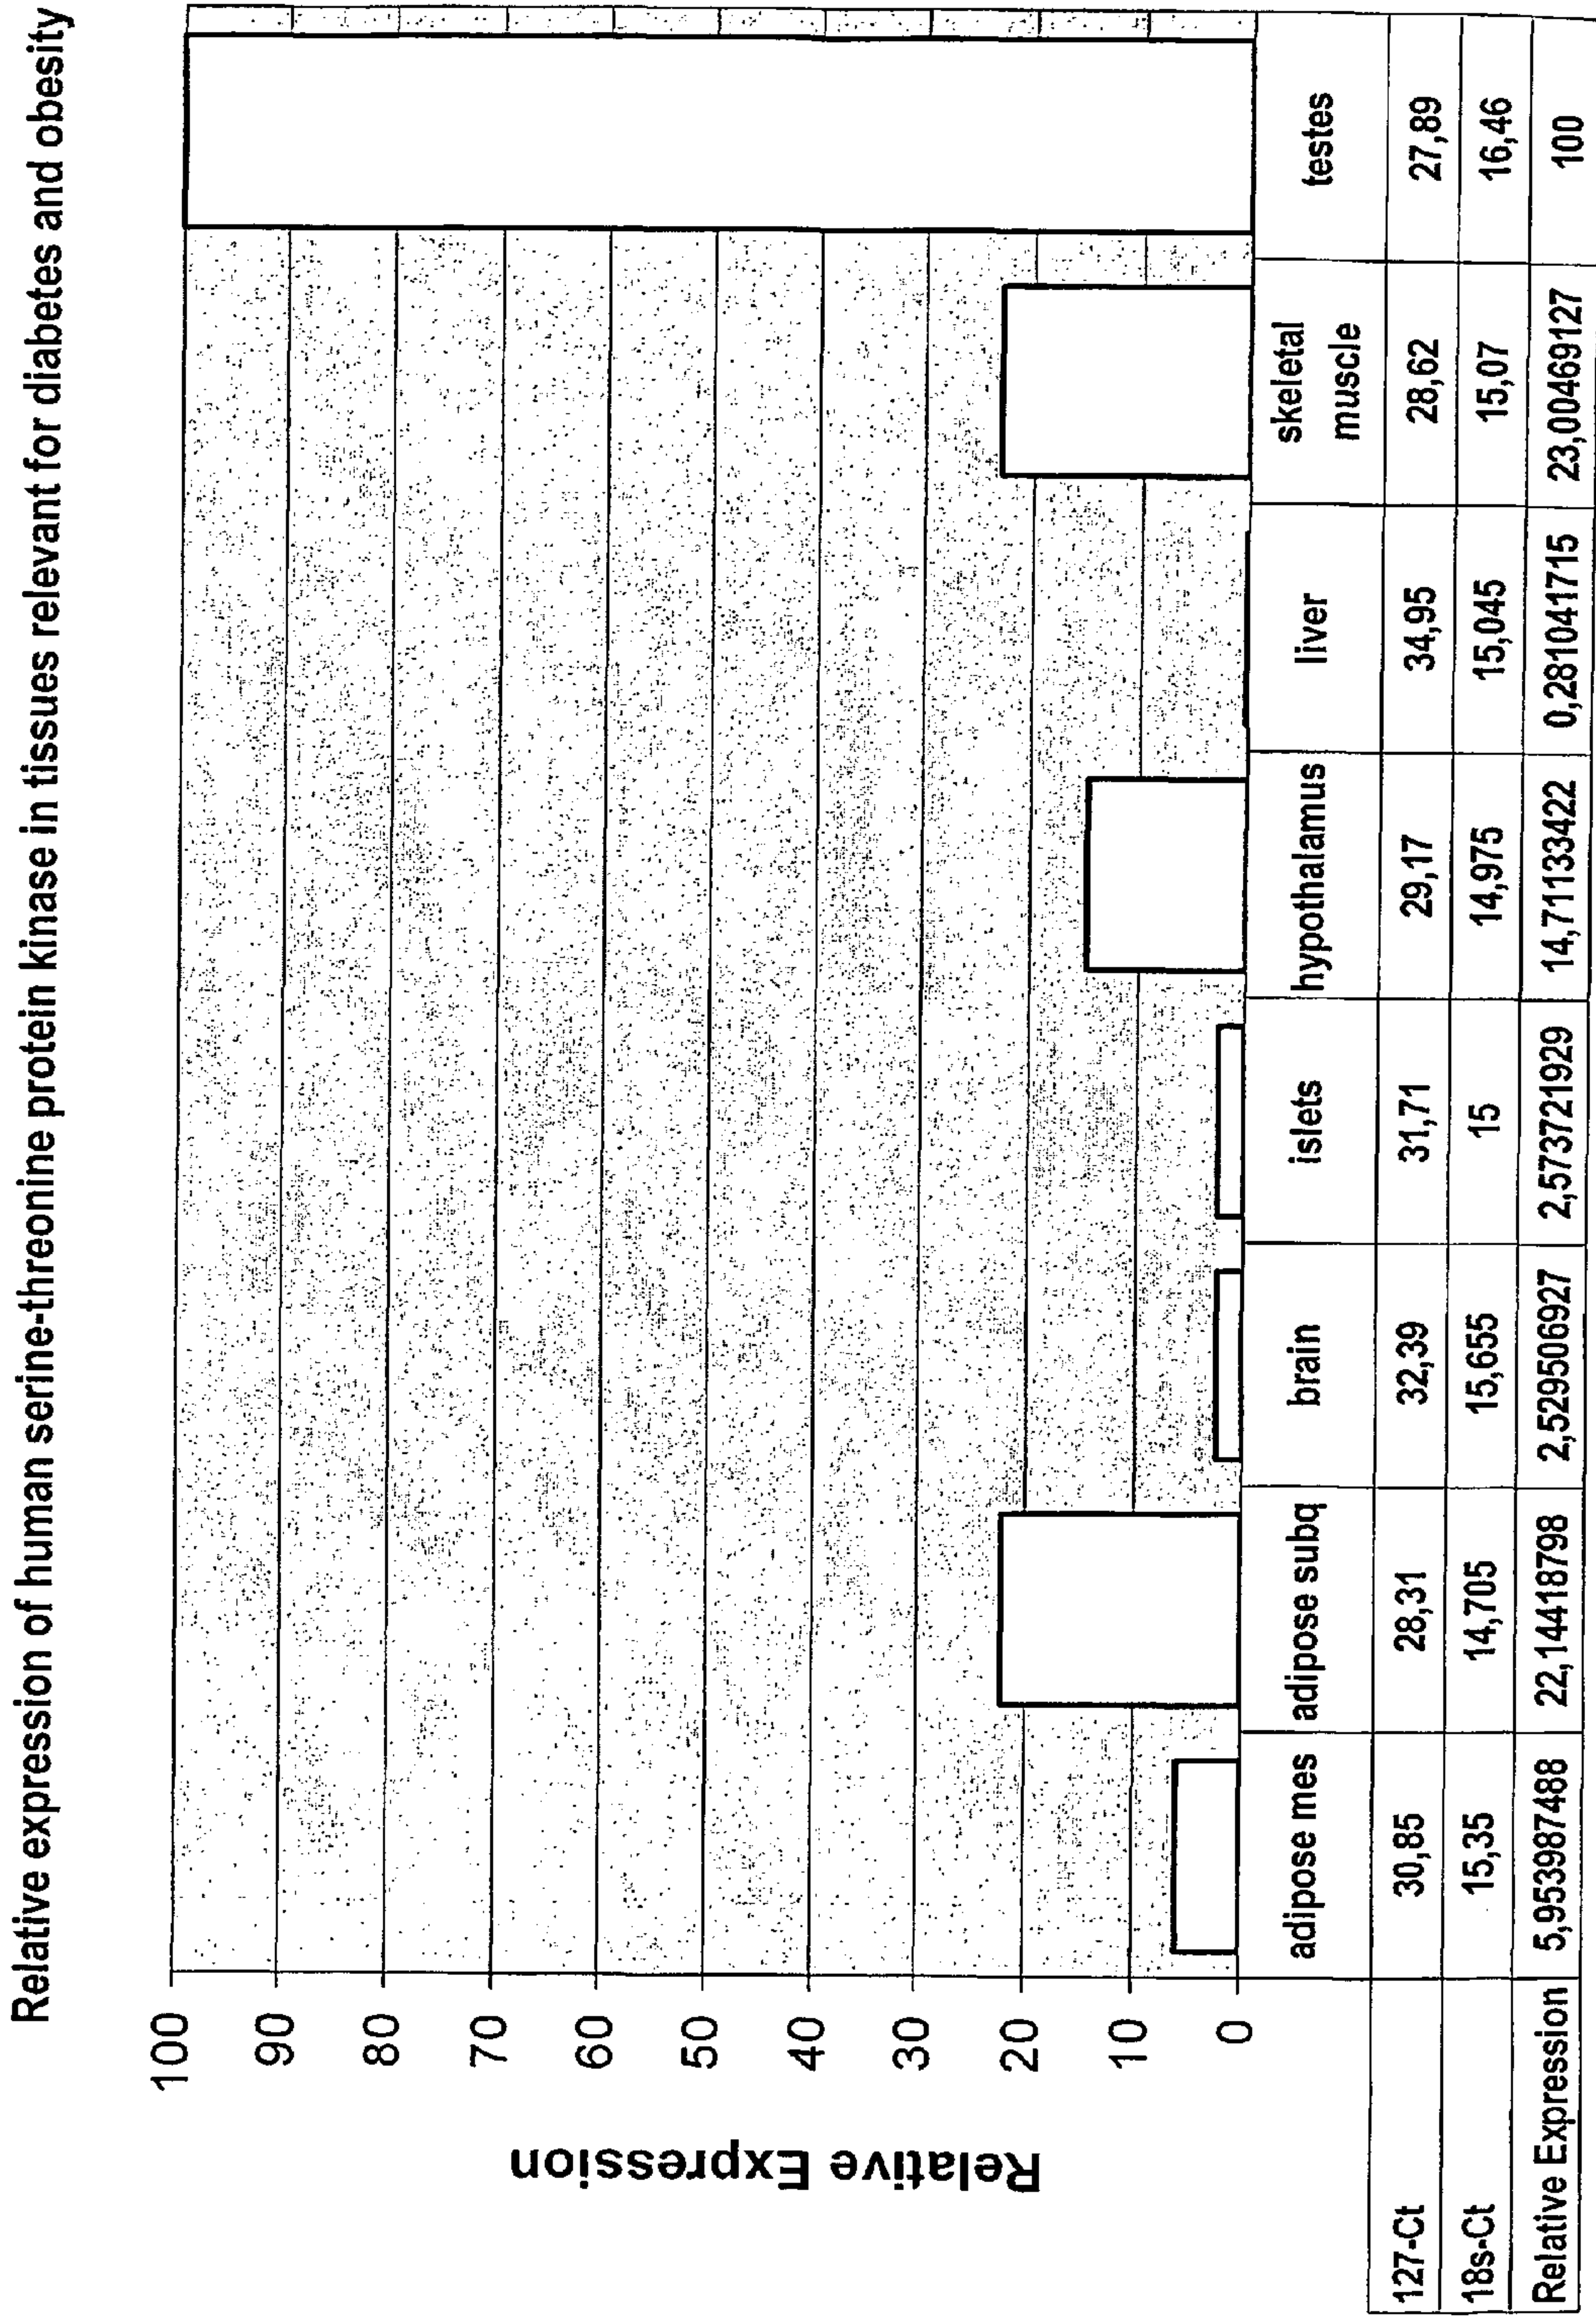 Relative expression of human serine-threonine protein kinase in tissues relevant for diabetes and obesity
Relative Expression
100
90
80
70
60
50
40
30
20
10
0
adipose mes adipose subq brain islets hypothalamus liver skeletal muscle testes
127-Ct 30,85 28,31 32,39 31,71 29,17 34,95 28,62 27,89
18s-Ct 15,35 14,705 15,655 15 14,975 15,045 15,07 16,46
Relative Expression 5,953987488 22,14418798 2,529506927 2,573721929 14,71133422 0,281041715 23,00469127 100